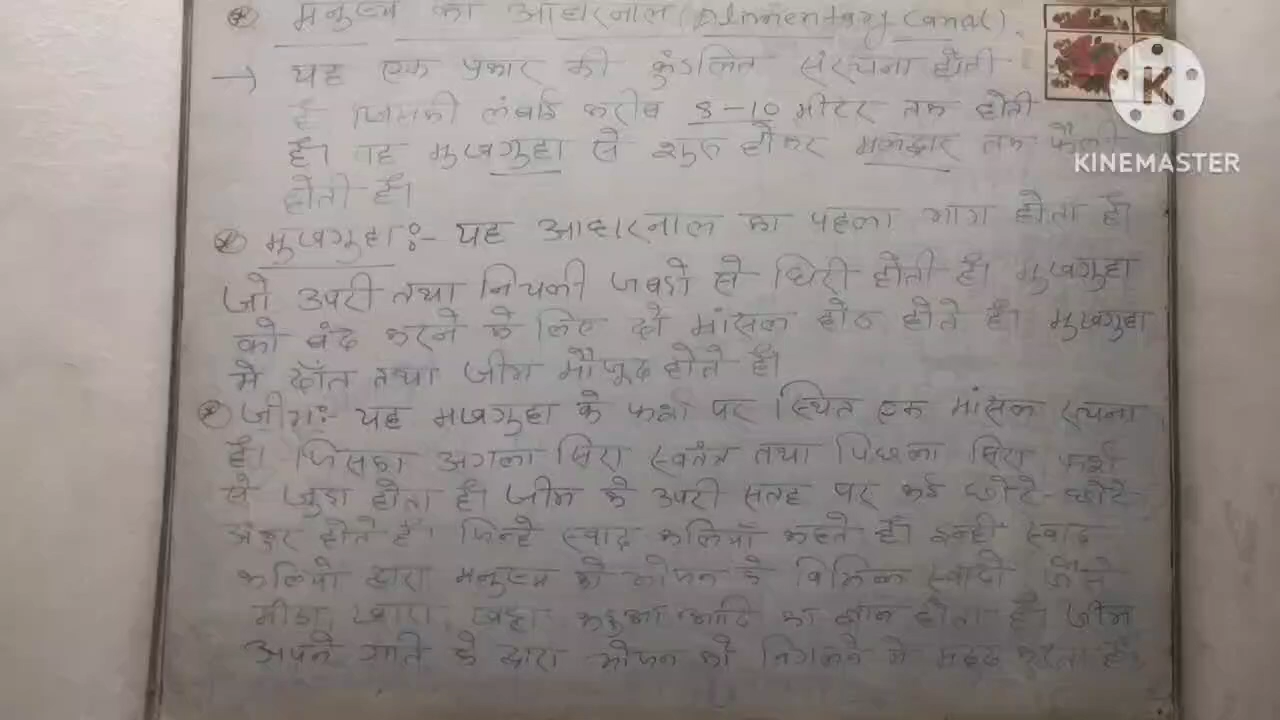 मनुष्य का आहारनाल (Alimentary Canal).
→ यह एक प्रकार की कुंडलित संरचना होती
है जिसकी लंबाई करीब 8-10 मीटर तक होती
है। यह मुखगुहा से शुरू होकर मलद्वार तक फैली
होती है।
मुखगुहा :- यह आहारनाल का पहला भाग होता है।
जो उपरी तथा निचली जबड़ो से घिरी होती है। मुखगुहा
को बंद करने के लिए दो मांसल होठ होते है। मुखगुहा
मे दाँत तथा जीभ मौजूद होते हैं।
जीभ:- यह मुखगुहा के फर्श पर स्थित एक मांसल रचना
है। जिसका अगला सिरा स्वतंत्र तथा पिछला सिरा फर्श
से जुड़ा होता है। जीभ के उपरी सतह पर कई छोटे-छोटे
अंकुर होते है। जिन्हे स्वाद कलियाँ कहते हैं। इन्ही स्वाद
कलियो द्वारा मनुष्य को भोजन के विभिन्न स्वादो जैसे
मीठा, खारा, खट्टा कड़ुआ आदि का ज्ञान होता है। जीभ
अपने गति के द्वारा भोजन को निगलने मे मदद करता है।
KINEMASTER